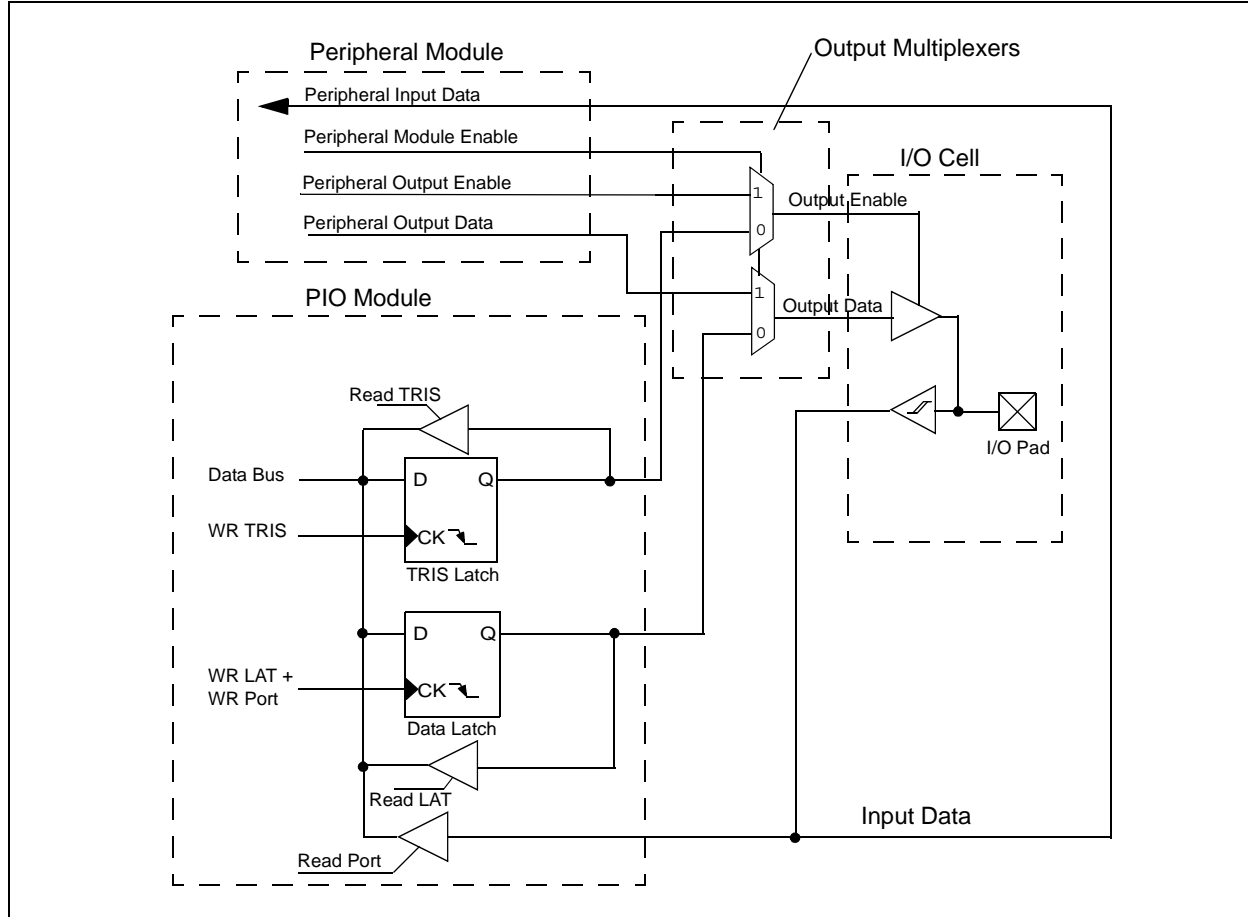 Peripheral Module
Output Multiplexers
Peripheral Input Data
Peripheral Module Enable
I/O Cell
Peripheral Output Enable
1
Output Enable
Peripheral Output Data
0
PIO Module
1
Output Data
0
Read TRIS
I/O Pad
Data Bus
D Q
WR TRIS
CK
TRIS Latch
D Q
WR LAT +
WR Port
CK
Data Latch
Read LAT
Input Data
Read Port